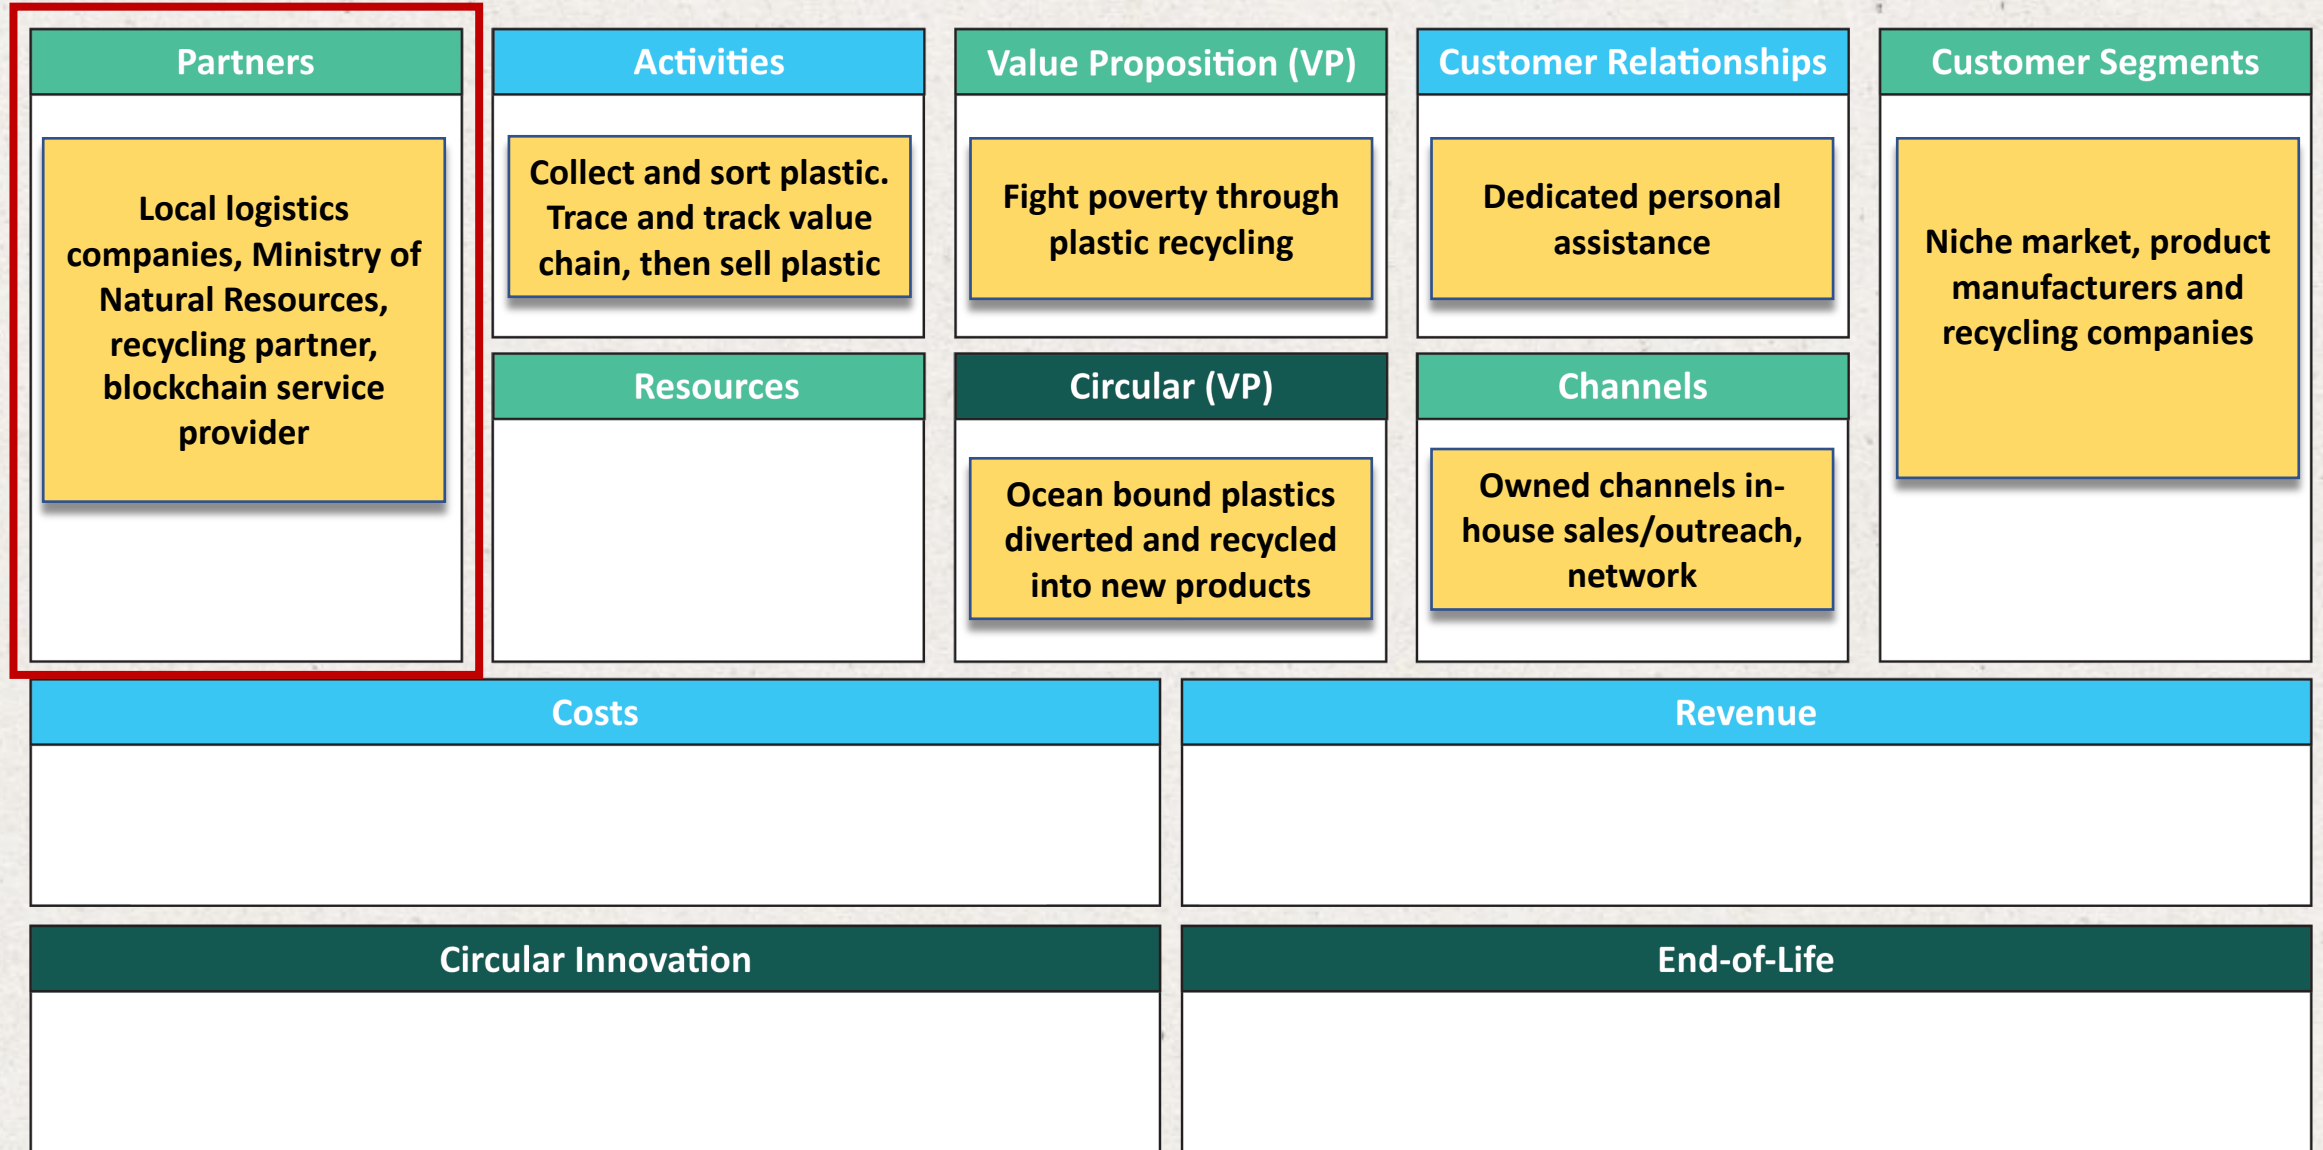 Partners
Local logistics
companies, Ministry of
Natural Resources,
recycling partner,
blockchain service
provider
Activities
Collect and sort plastic.
Trace and track value
chain, then sell plastic
Resources
Value Proposition (VP)
Fight poverty through
plastic recycling
Circular (VP)
Ocean bound plastics
diverted and recycled
into new products
Customer Relationships
Dedicated personal
assistance
Channels
Owned channels in-
house sales/outreach,
network
Customer Segments
Niche market, product
manufacturers and
recycling companies
Costs
Revenue
Circular Innovation
End-of-Life